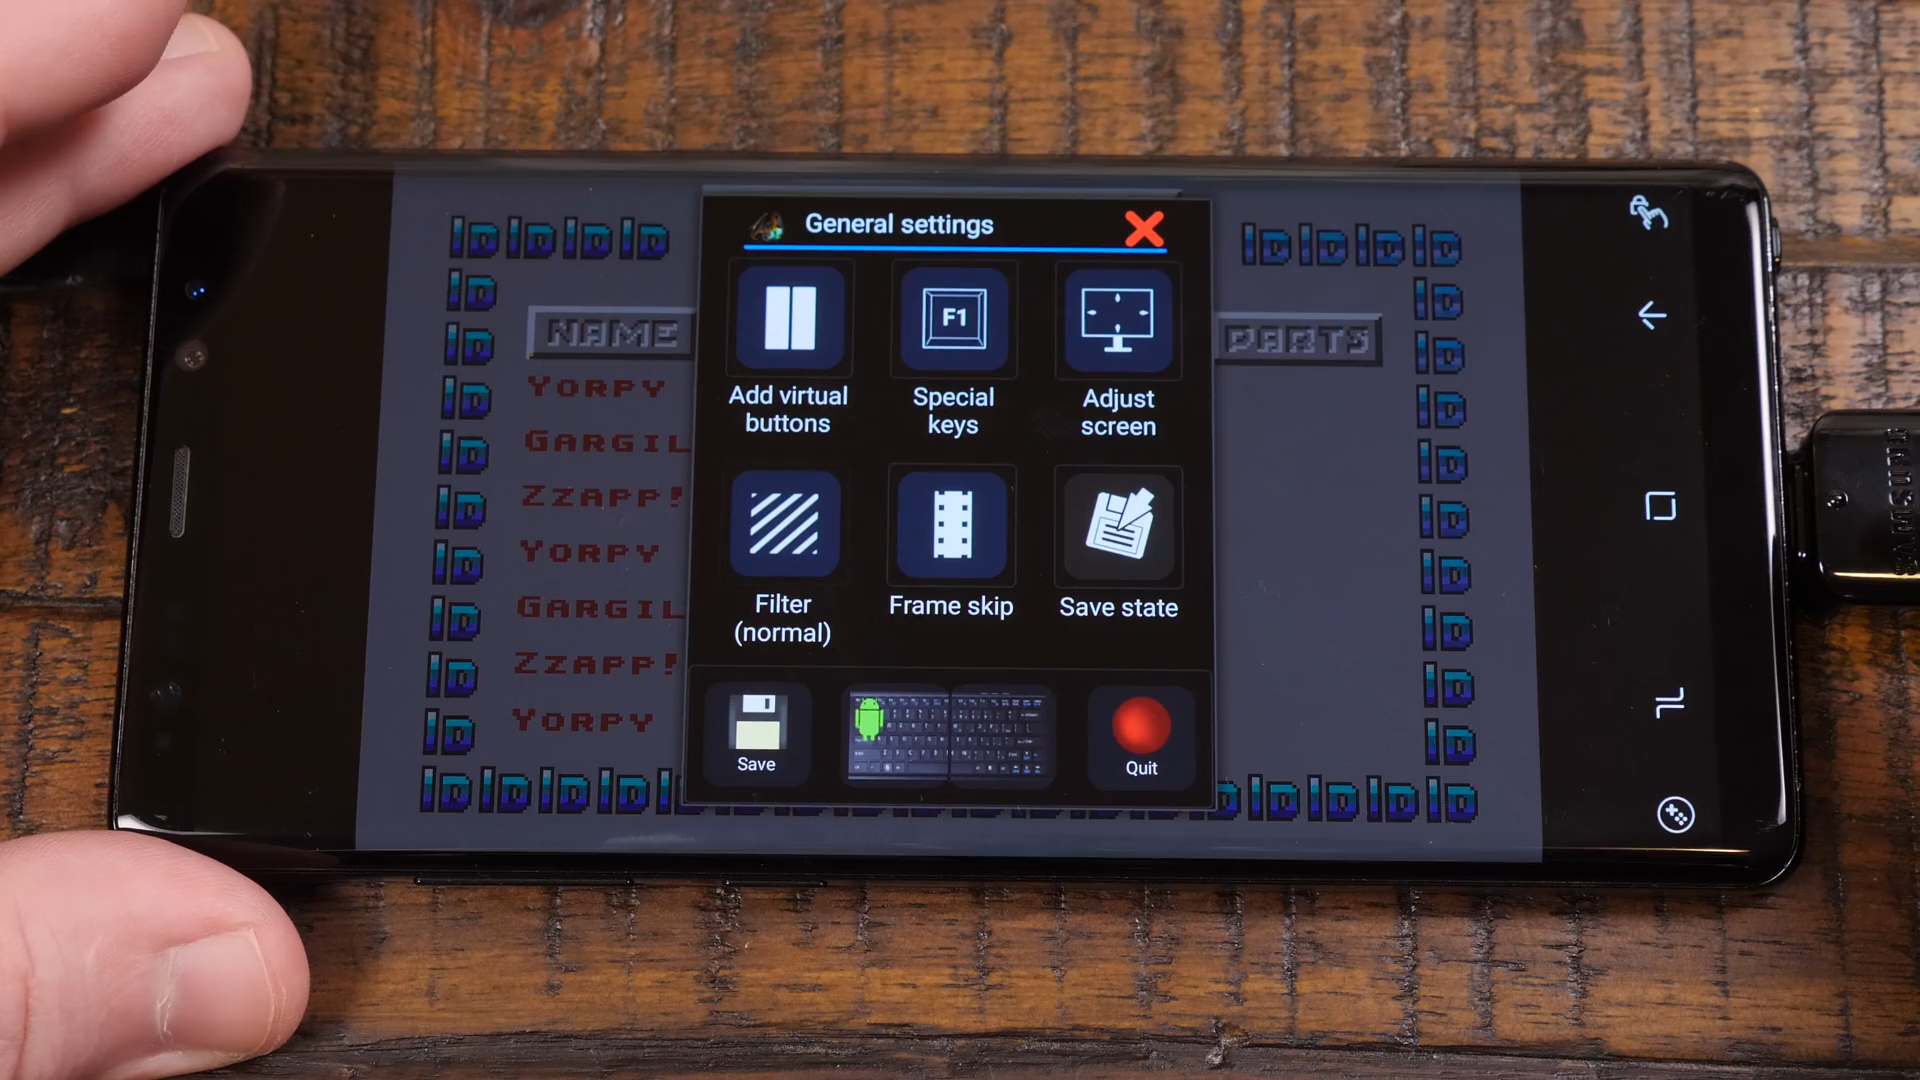 General settings
NAME
PARTS
F1
Add virtual
buttons
Special
keys
Adjust
screen
YORPY
GARGIL
ZZAPP!
YORPY
GARGIL
ZZAPP!
YORPY
Filter
(normal)
Frame skip
Save state
Save
Quit
SAMSUNG